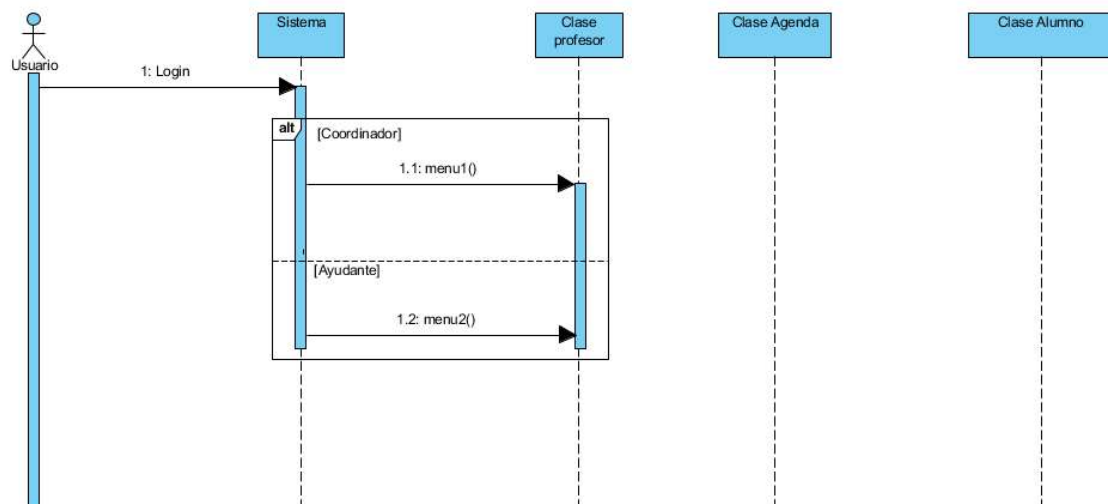 Usuario
Sistema
Clase
profesor
Clase Agenda
Clase Alumno
1: Login
alt
[Coordinador]
1.1: menu1()
[Ayudante]
1.2: menu2()